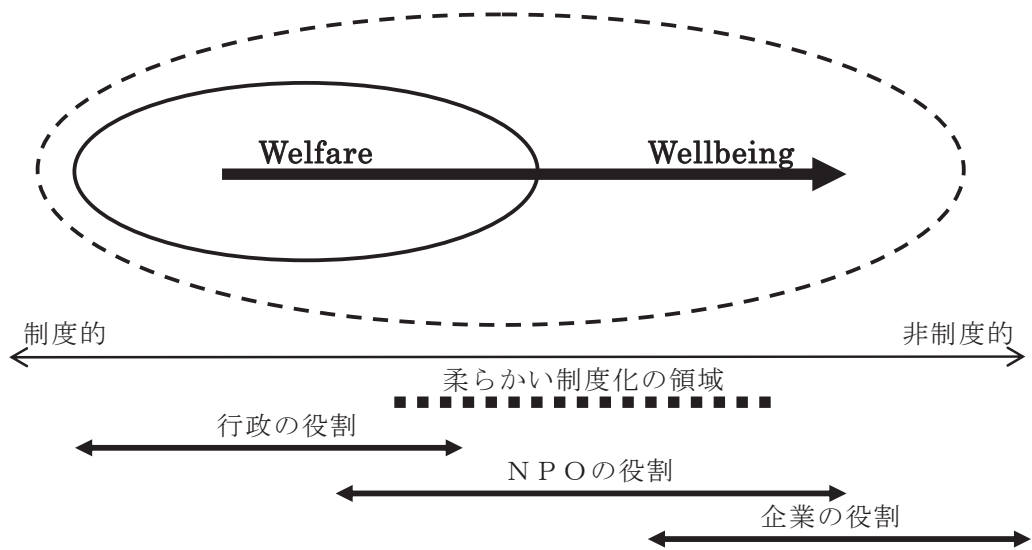 Welfare
Wellbeing
制度的
非制度的
柔らかい制度化の領域
行政の役割
ＮＰＯの役割
企業の役割